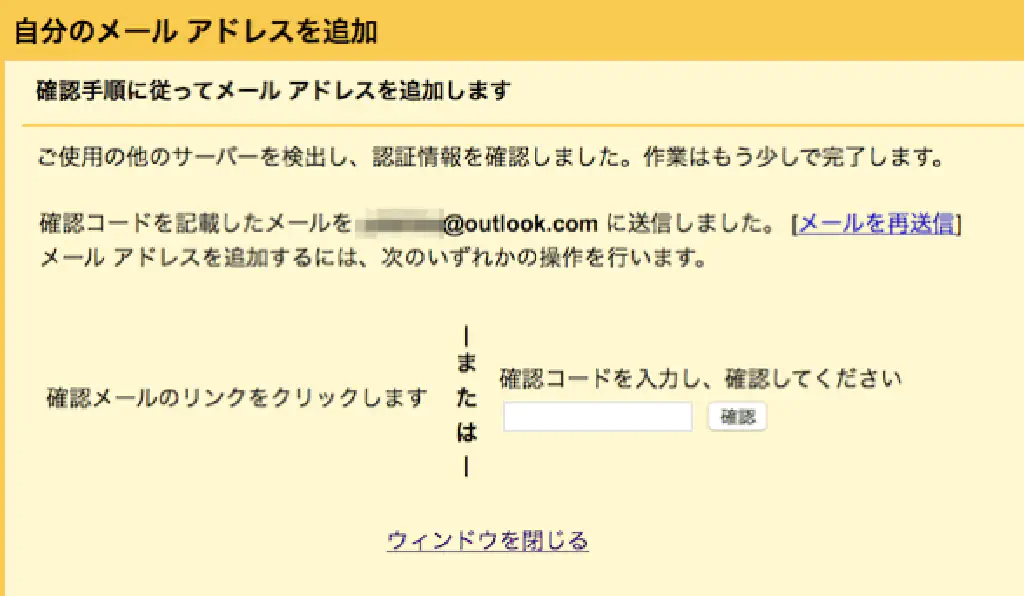 自分のメール アドレスを追加
確認手順に従ってメール アドレスを追加します
ご使用の他のサーバーを検出し、認証情報を確認しました。作業はもう少しで完了します。
確認コードを記載したメールを @outlook.com に送信しました。 [メールを再送信]
メール アドレスを追加するには、次のいずれかの操作を行います。
確認メールのリンクをクリックします
ーまたはー
確認コードを入力し、確認してください
確認
ウィンドウを閉じる